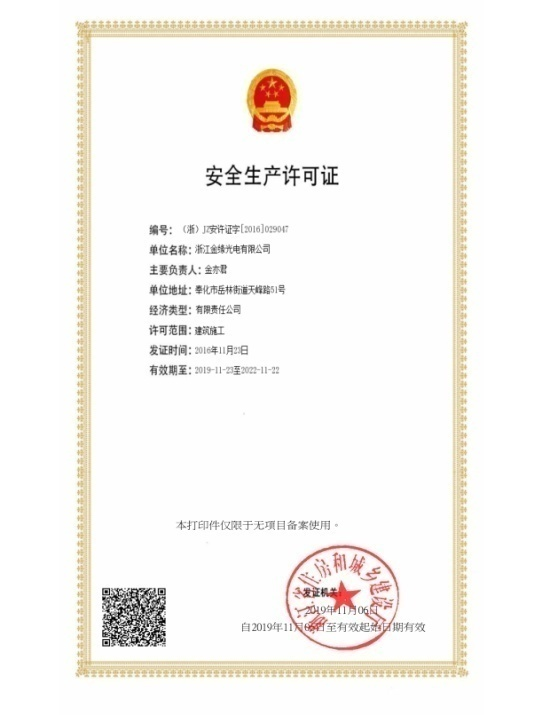 安全生产许可证
编号：（浙）JZ安许证字[2016]029047
单位名称：浙江金缘光电有限公司
主要负责人：金亦君
单位地址：奉化市岳林街道天峰路51号
经济类型：有限责任公司
许可范围：建筑施工
发证时间：2016年11月23日
有效期至：2019-11-23至2022-11-22
本打印件仅限于无项目备案使用。
浙江省住房和城乡建设厅
发证机关：
2019年11月06日
自2019年11月06日至有效起始日期有效